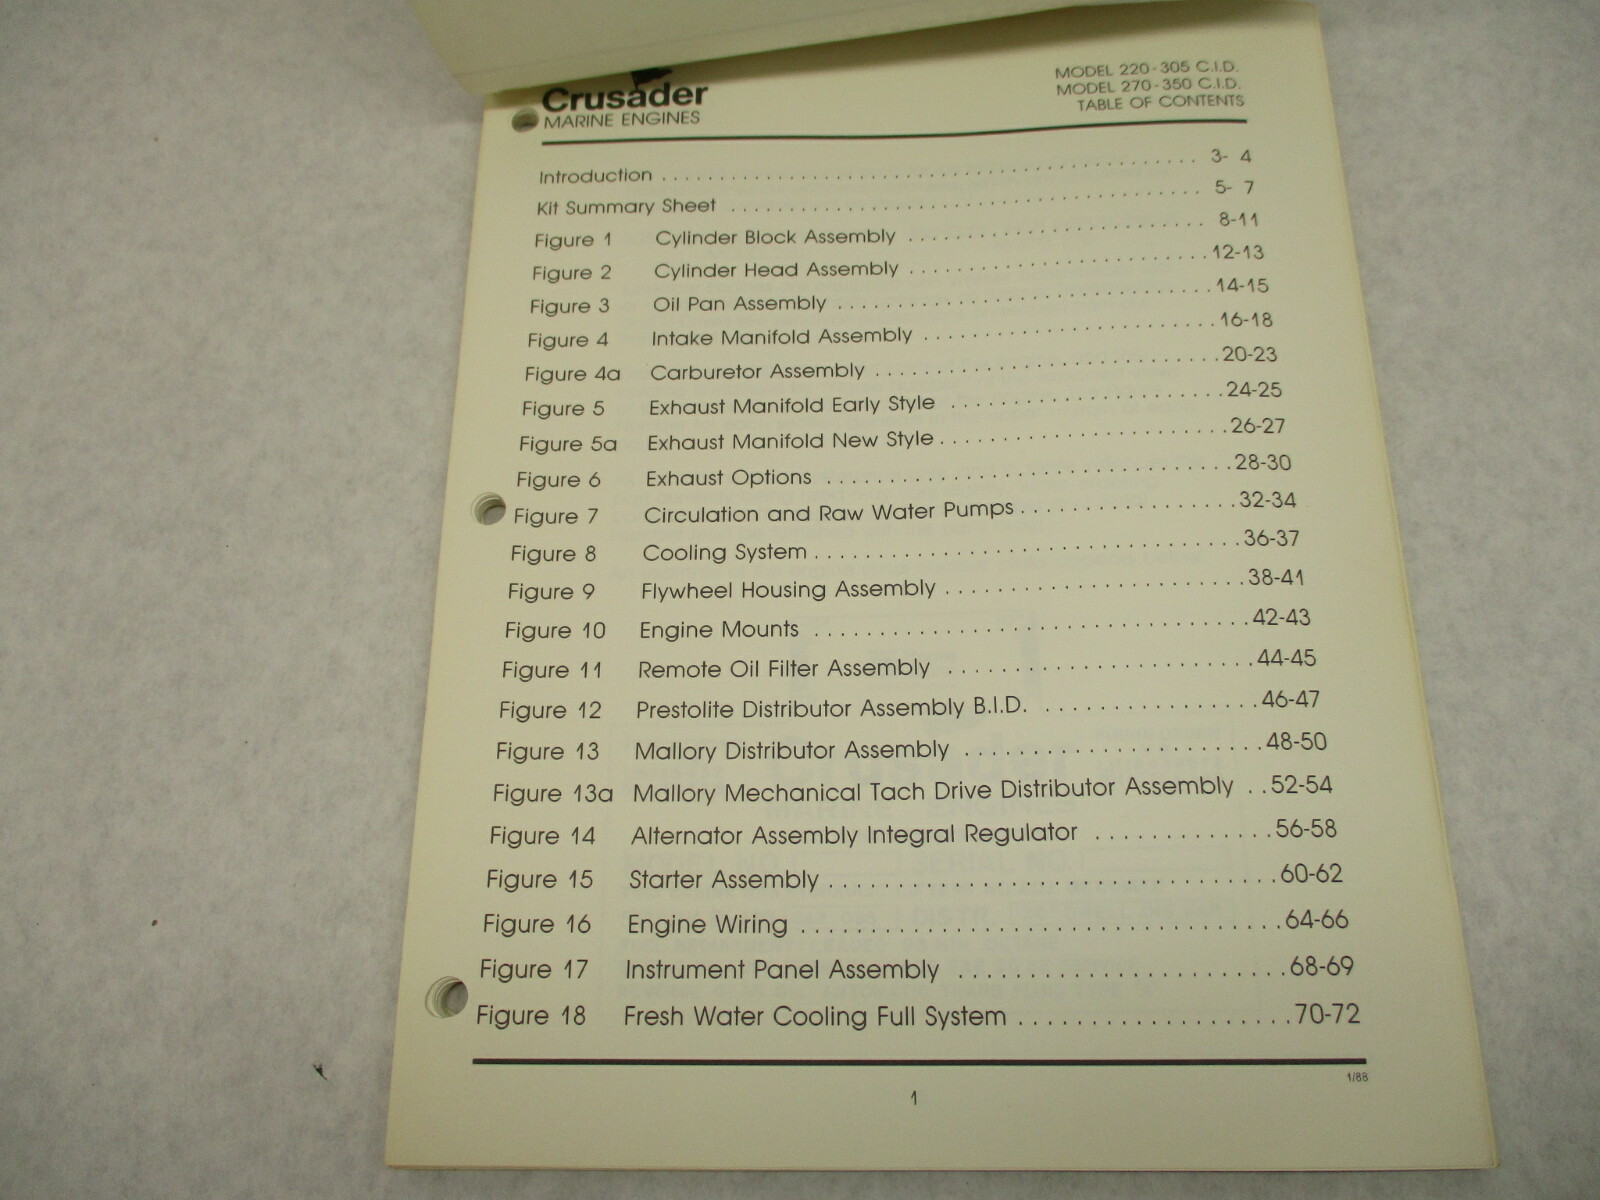 Crusader
MARINE ENGINES
MODEL 220-305 C.I.D.
MODEL 270-350 C.I.D.
TABLE OF CONTENTS
Introduction 3- 4
Kit Summary Sheet 5- 7
Figure 1 Cylinder Block Assembly 8-11
Figure 2 Cylinder Head Assembly 12-13
Figure 3 Oil Pan Assembly 14-15
Figure 4 Intake Manifold Assembly 16-18
Figure 4a Carburetor Assembly 20-23
Figure 5 Exhaust Manifold Early Style 24-25
Figure 5a Exhaust Manifold New Style 26-27
Figure 6 Exhaust Options 28-30
Figure 7 Circulation and Raw Water Pumps 32-34
Figure 8 Cooling System 36-37
Figure 9 Flywheel Housing Assembly 38-41
Figure 10 Engine Mounts 42-43
Figure 11 Remote Oil Filter Assembly 44-45
Figure 12 Prestolite Distributor Assembly B.I.D. 46-47
Figure 13 Mallory Distributor Assembly 48-50
Figure 13a Mallory Mechanical Tach Drive Distributor Assembly 52-54
Figure 14 Alternator Assembly Integral Regulator 56-58
Figure 15 Starter Assembly 60-62
Figure 16 Engine Wiring 64-66
Figure 17 Instrument Panel Assembly 68-69
Figure 18 Fresh Water Cooling Full System 70-72
1/88
1